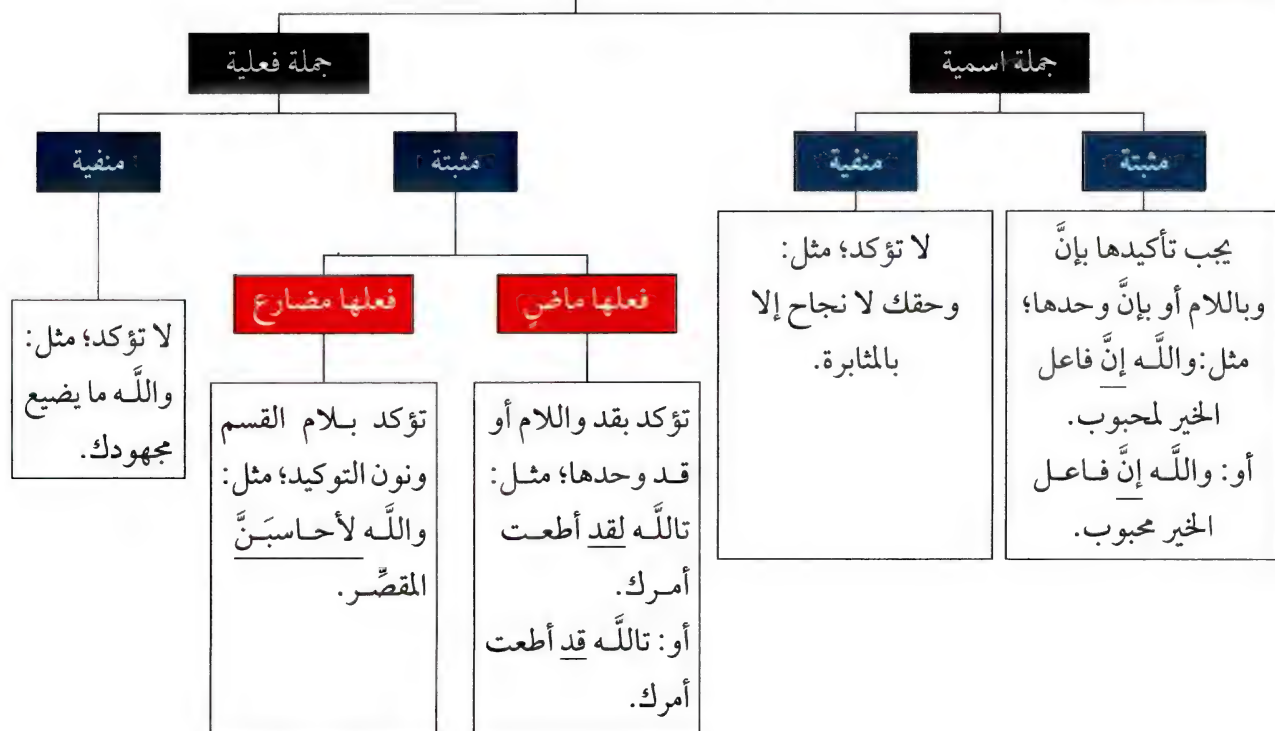 جملة اسمية
جملة فعلية
مثبتة
منفية
مثبتة
منفية
يجب تأكيدها بإنَّ
وباللام أو بإنَّ وحدها؛
مثل:واللَّه إنَّ فاعل
الخير لمحبوب.
أو: واللَّه إنَّ فاعل
الخير محبوب.
لا تؤكد؛ مثل:
وحقك لا نجاح إلا
بالمثابرة.
فعلها ماضٍ
فعلها مضارع
تؤكد بقد واللام أو
قد وحدها؛ مثل:
تاللَّه لقد أطعت
أمرك.
أو: تاللَّه قد أطعت
أمرك.
تؤكد بلام القسم
ونون التوكيد؛ مثل:
واللَّه لأحاسبَنَّ
المقصِّر.
لا تؤكد؛ مثل:
واللَّه ما يضيع
مجهودك.